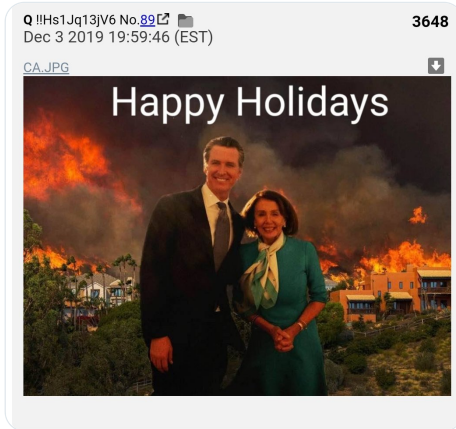 Q !!Hs1Jq13jV6 No.89 3648
Dec 3 2019 19:59:46 (EST)
CA.JPG
Happy Holidays